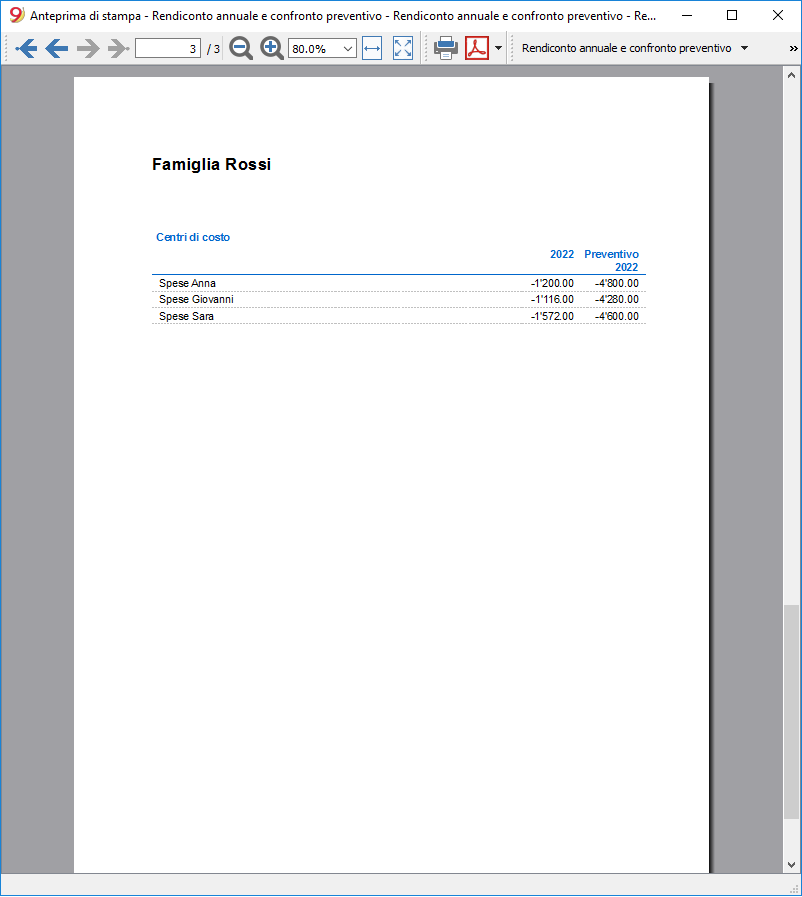 Anteprima di stampa - Rendiconto annuale e confronto preventivo - Rendiconto annuale e confronto preventivo - Re...
3 / 3 80.0% Rendiconto annuale e confronto preventivo »
Famiglia Rossi
Centri di costo
2022 Preventivo
2022
Spese Anna -1'200.00 -4'800.00
Spese Giovanni -1'116.00 -4'280.00
Spese Sara -1'572.00 -4'600.00